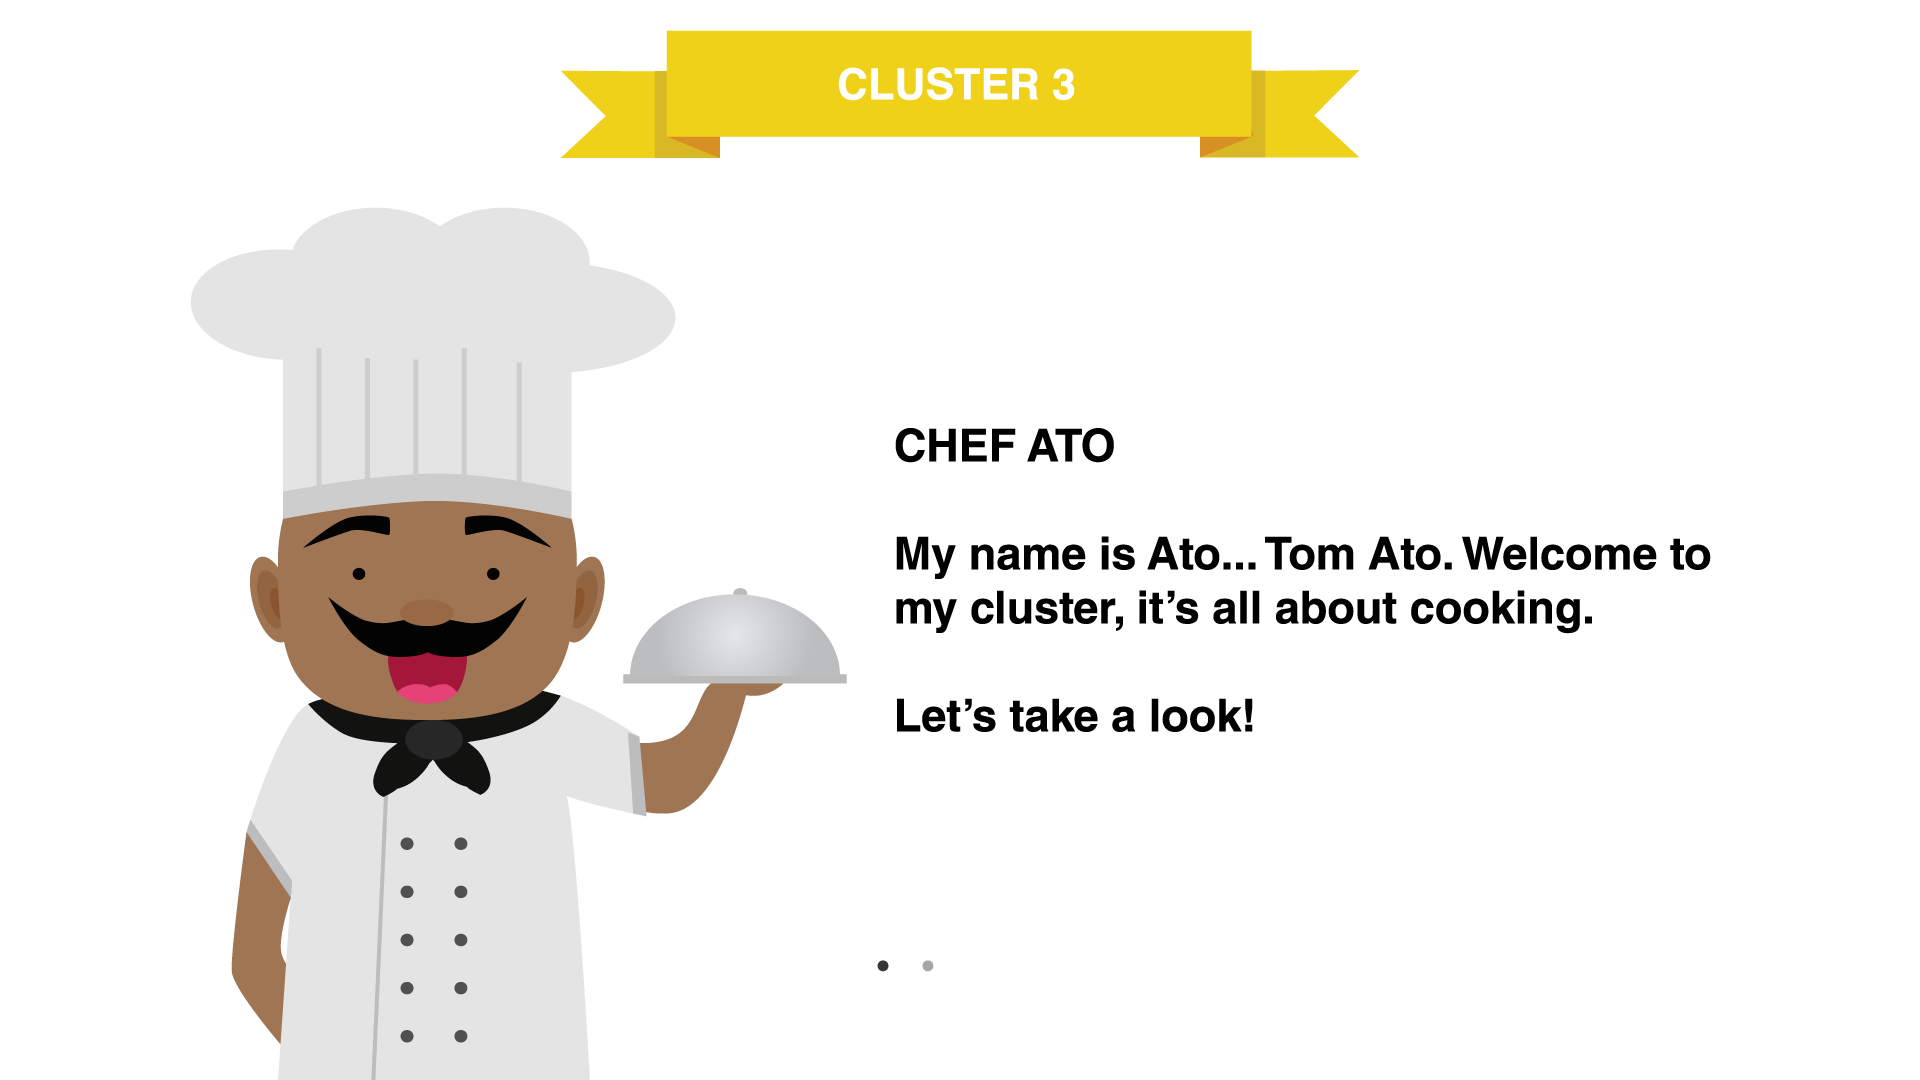 CLUSTER 3
CHEF ATO
My name is Ato... Tom Ato. Welcome to
my cluster, it’s all about cooking.
Let’s take a look!